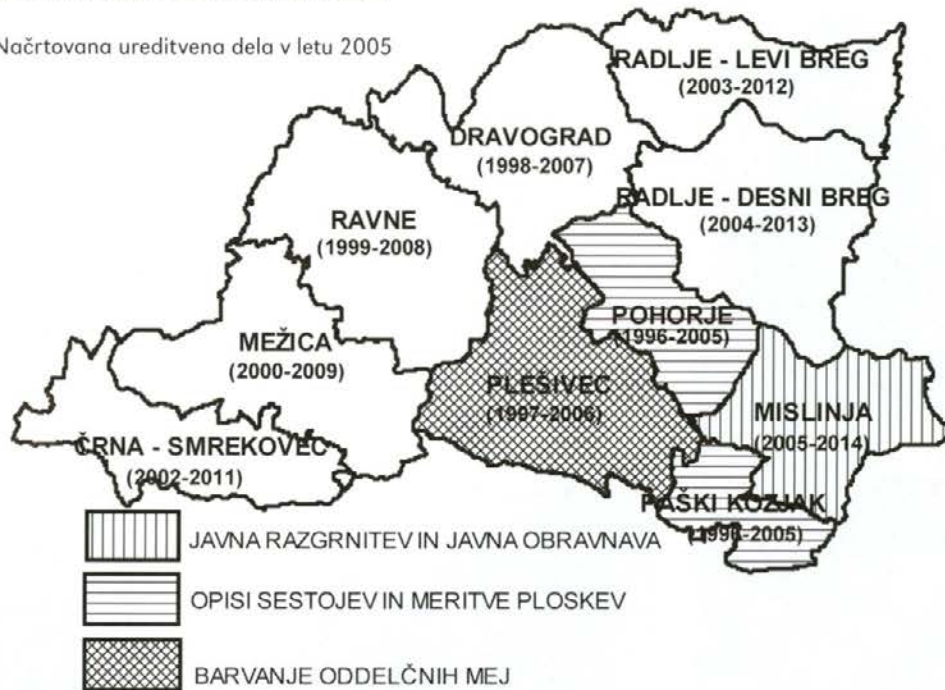 Načrtovana ureditvena dela v letu 2005
RADLJE - LEVI BREG
(2003-2012)
DRAVOGRAD
(1998-2007)
RADLJE - DESNI BREG
(2004-2013)
RAVNE
(1999-2008)
POHORJE
(1996-2005)
MEŽICA
(2000-2009)
PLEŠIVEC
(1997-2006)
MISLINJA
(2005-2014)
ČRNA - SMREKOVEC
(2002-2011)
PAŠKI KOZJAK
(1996-2005)
JAVNA RAZGRNITEV IN JAVNA OBRAVNAVA
OPISI SESTOJEV IN MERITVE PLOSKEV
BARVANJE ODDELČNIH MEJ